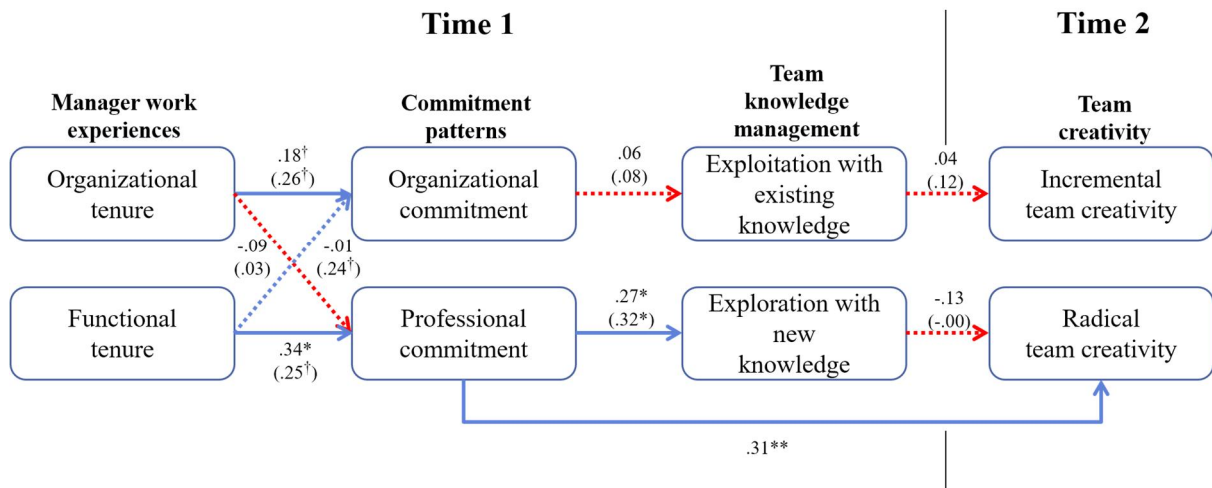 Time 1
Time 2
Manager work
experiences
Commitment
patterns
Team
knowledge
management
Team
creativity
Organizational
tenure
.18†
(.26†)
Organizational
commitment
.06
(.08)
Exploitation with
existing
knowledge
.04
(.12)
Incremental
team creativity
-.09
(.03)
-.01
(.24†)
Functional
tenure
.34*
(.25†)
Professional
commitment
.27*
(.32*)
Exploration with
new
knowledge
-.13
(-.00)
Radical
team creativity
.31**